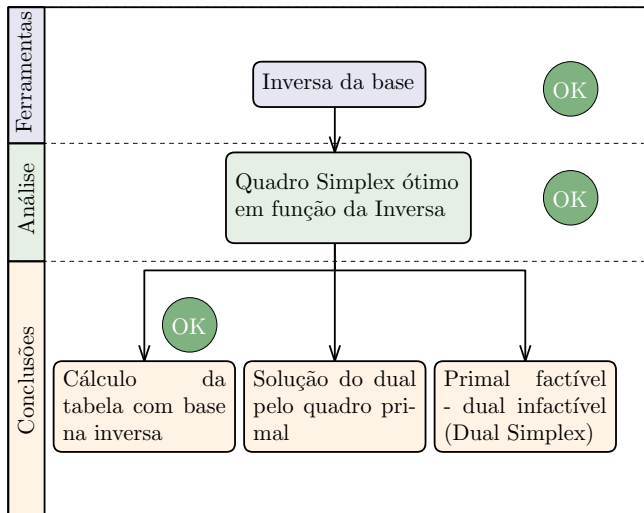 Ferramentas
Inversa da base
OK
Análise
Quadro Simplex ótimo
em função da Inversa
OK
Conclusões
OK
Cálculo da
tabela com base
na inversa
Solução do dual
pelo quadro pri-
mal
Primal factível
- dual infactível
(Dual Simplex)